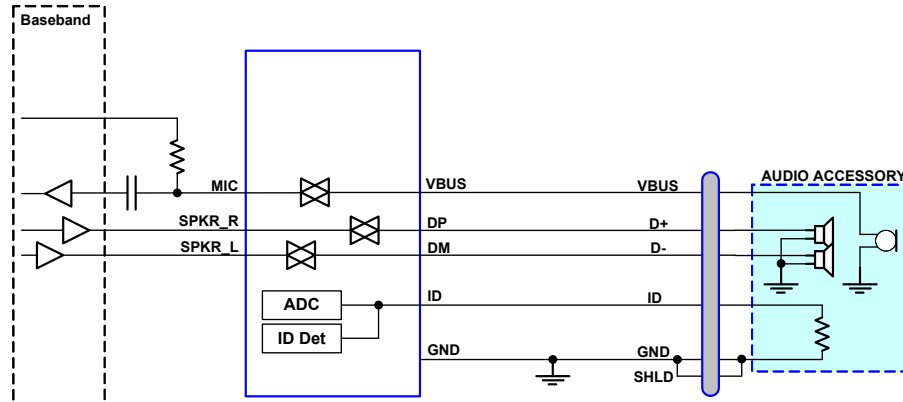 Baseband
AUDIO ACCESSORY
MIC
VBUS
VBUS
SPKR_R
DP
D+
SPKR_L
DM
D-
ADC
ID
ID
ID Det
GND
GND
SHLD